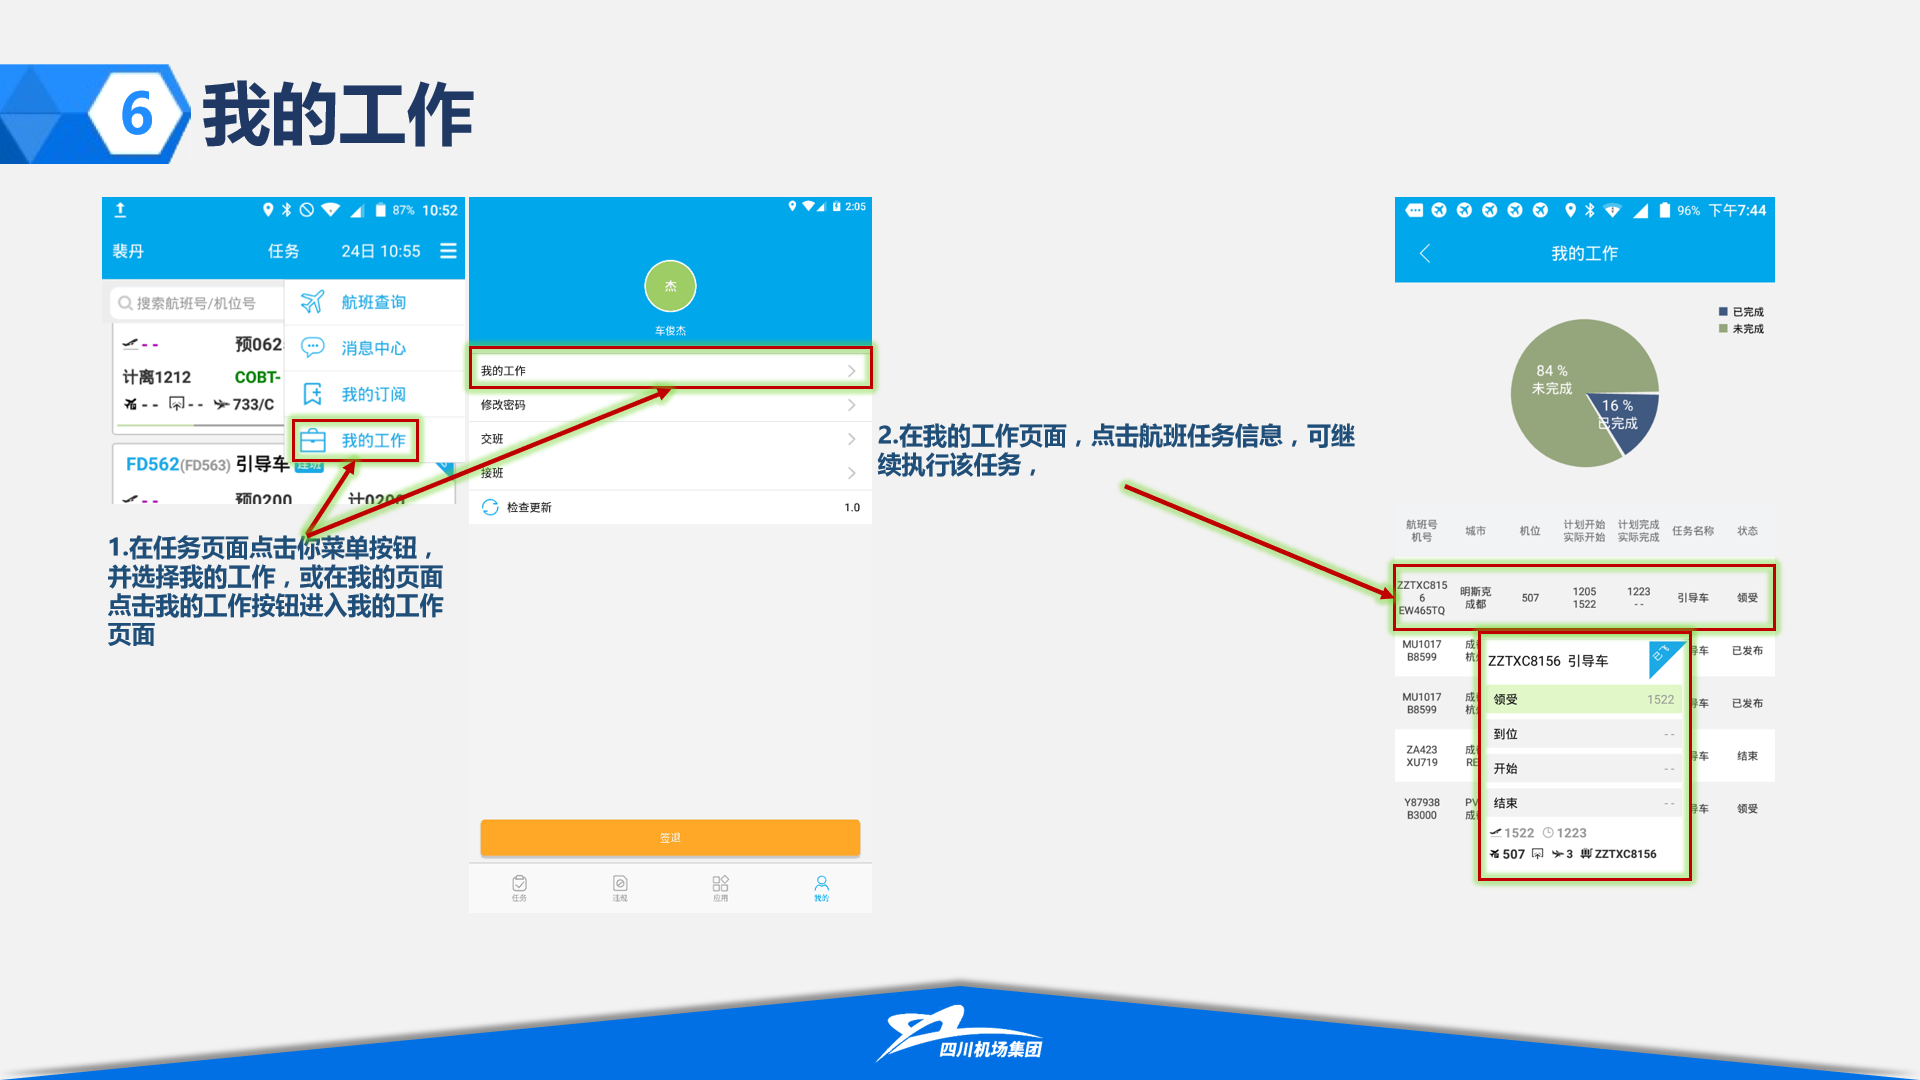 6 我的工作
87% 10:52
裴丹 任务 24日 10:55
搜索航班号/机位号
航班查询
消息中心
我的订阅
我的工作
-- 预062
计离1212 COBT-
-- -- 733/C
FD562(FD563) 引导车
-- 预0200 计0200
1.在任务页面点击你菜单按钮，
并选择我的工作，或在我的页面
点击我的工作按钮进入我的工作
页面
2:05
杰
车俊杰
我的工作
修改密码
交班
接班
检查更新 1.0
签退
任务 违规 应用 我的
2.在我的工作页面，点击航班任务信息，可继
续执行该任务，
96% 下午7:44
我的工作
已完成
未完成
84 %
未完成
16 %
已完成
航班号 城市 机位 计划开始 计划完成 任务名称 状态
机号 实际开始 实际完成
ZZTXC815
6
EW465TQ 明斯克
成都 507 1205
1522 1223
-- 引导车 领受
MU1017
B8599 导车 已发布
MU1017
B8599 导车 已发布
ZA423
XU719 RE 导车 结束
Y87938
B3000 PV 导车 领受
ZZTXC8156 引导车 已飞
领受 1522
到位 --
开始 --
结束 --
1522 1223
507 3 ZZTXC8156
四川机场集团